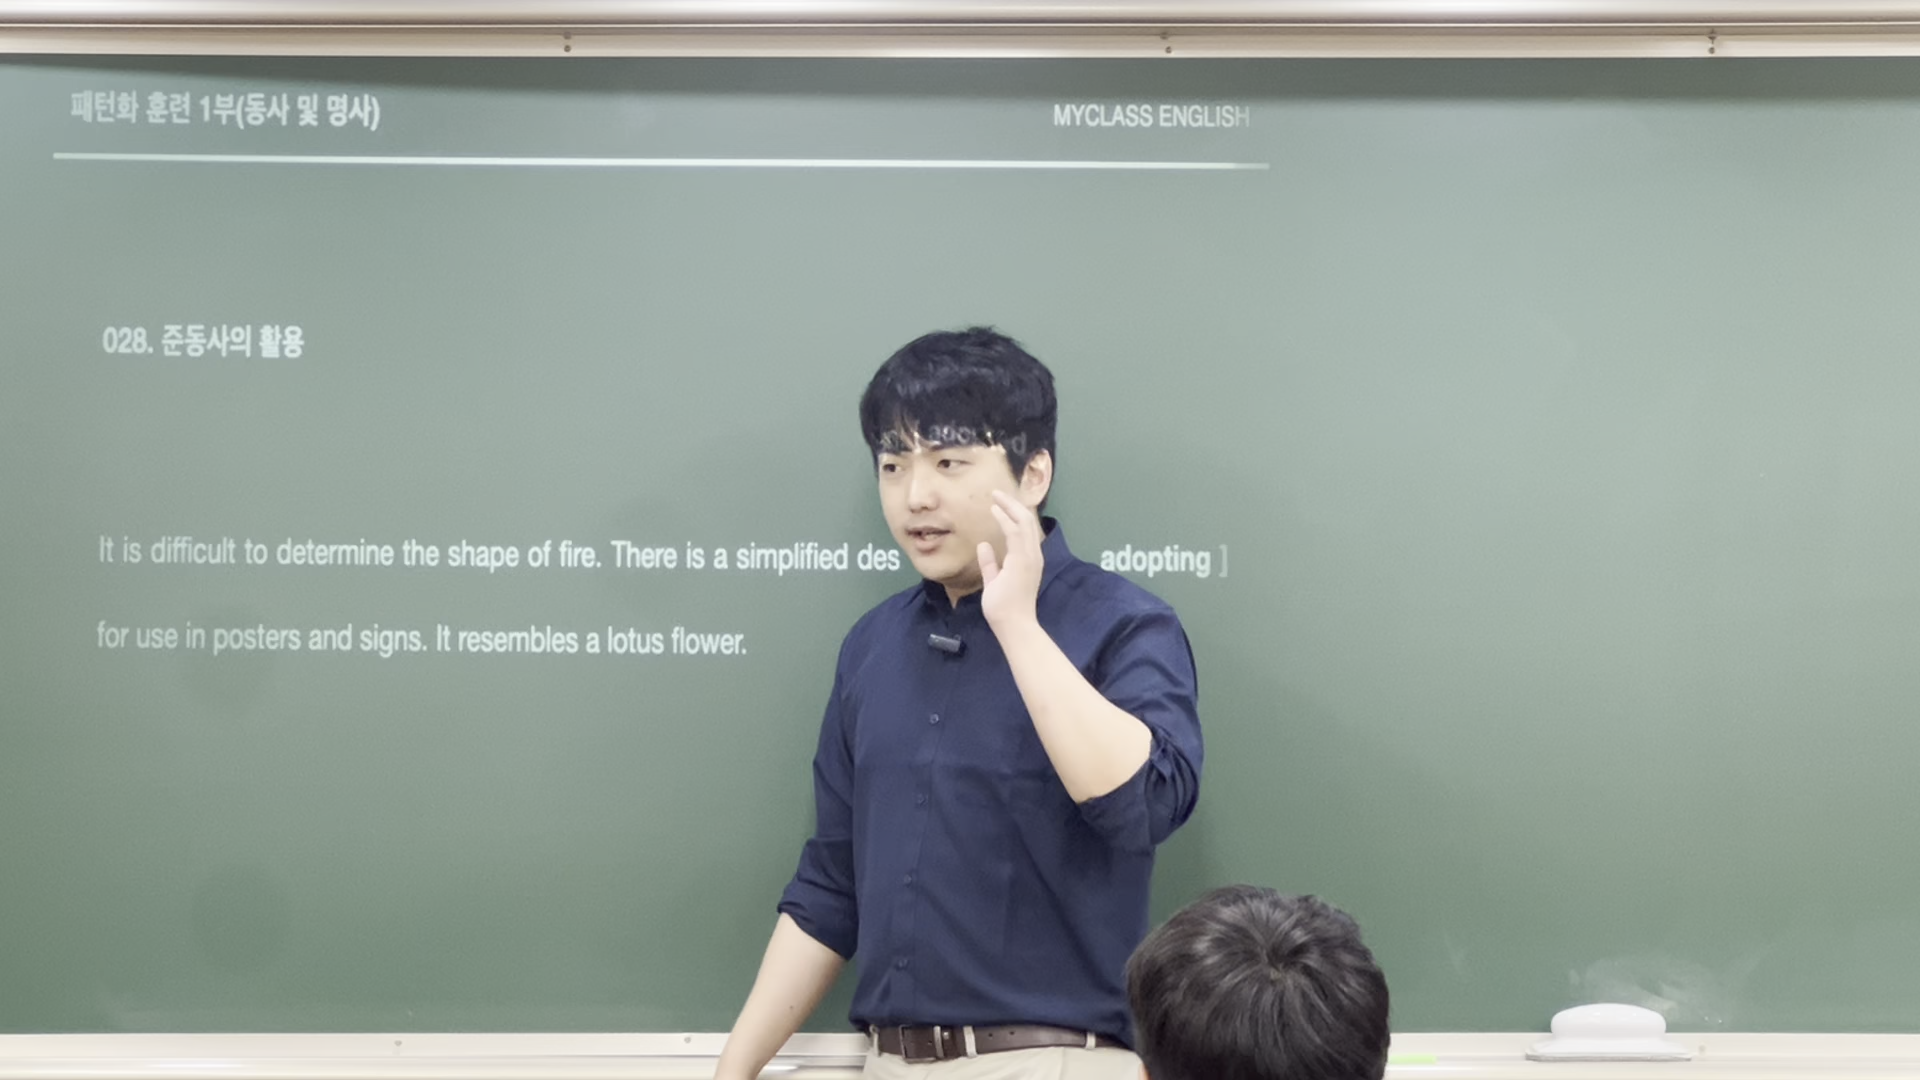 패턴화 훈련 1부(동사 및 명사)
MYCLASS ENGLISH
028. 준동사의 활용
It is difficult to determine the shape of fire. There is a simplified des adopting ]
for use in posters and signs. It resembles a lotus flower.